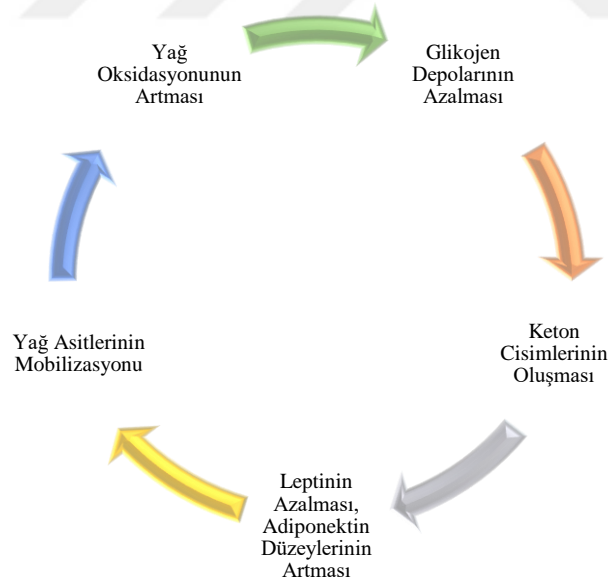 Yağ
Oksidasyonunun
Artması
Glikojen
Depolarının
Azalması
Keton
Cisimlerinin
Oluşması
Leptinin
Azalması,
Adiponektin
Düzeylerinin
Artması
Yağ Asitlerinin
Mobilizasyonu